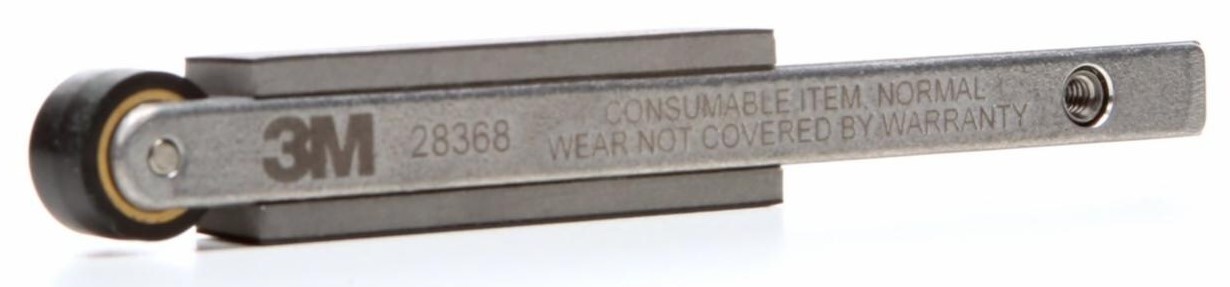 3M 28368
CONSUMABLE ITEM. NORMAL
WEAR NOT COVERED BY WARRANTY